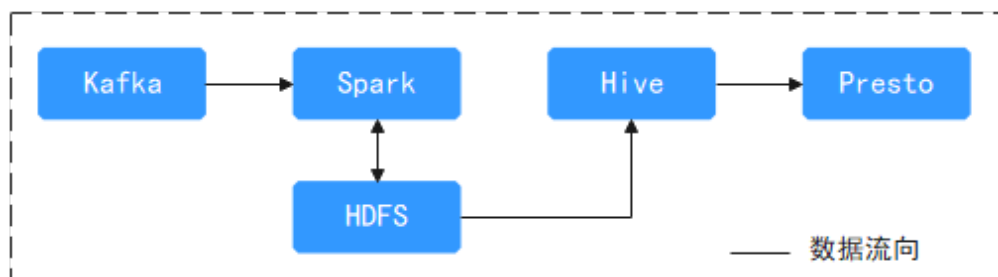 Kafka
Spark
Hive
Presto
HDFS
数据流向